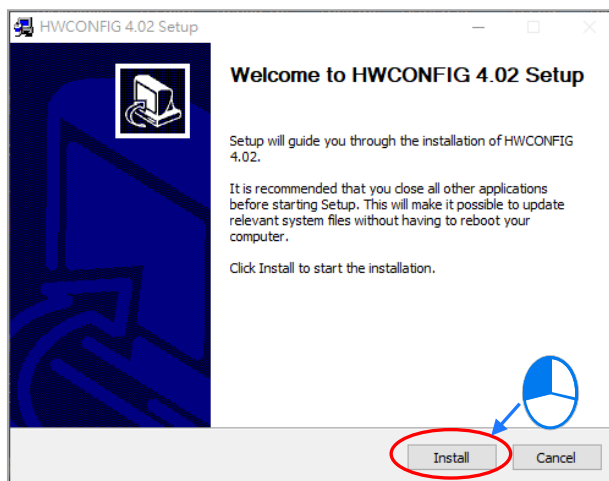 HWCONFIG 4.02 Setup
Welcome to HWCONFIG 4.02 Setup
Setup will guide you through the installation of HWCONFIG
4.02.
It is recommended that you close all other applications
before starting Setup. This will make it possible to update
relevant system files without having to reboot your
computer.
Click Install to start the installation.
Install
Cancel